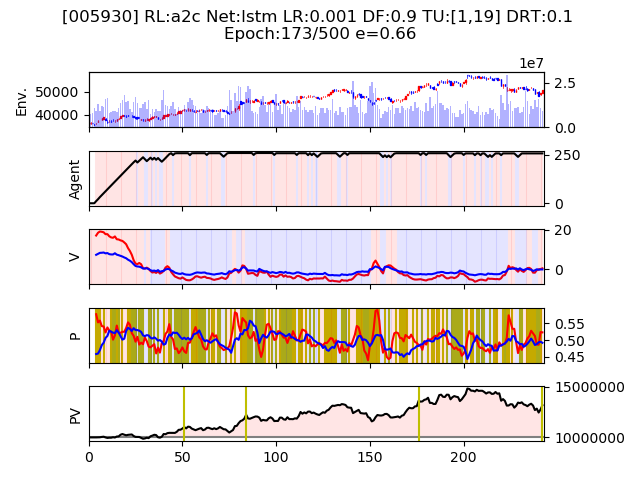 [005930] RL:a2c Net:lstm LR:0.001 DF:0.9 TU:[1,19] DRT:0.1
Epoch:173/500 e=0.66
1e7
Env.
50000
40000
2.5
0.0
Agent
250
0
V
20
0
P
0.55
0.50
0.45
PV
15000000
10000000
0 50 100 150 200